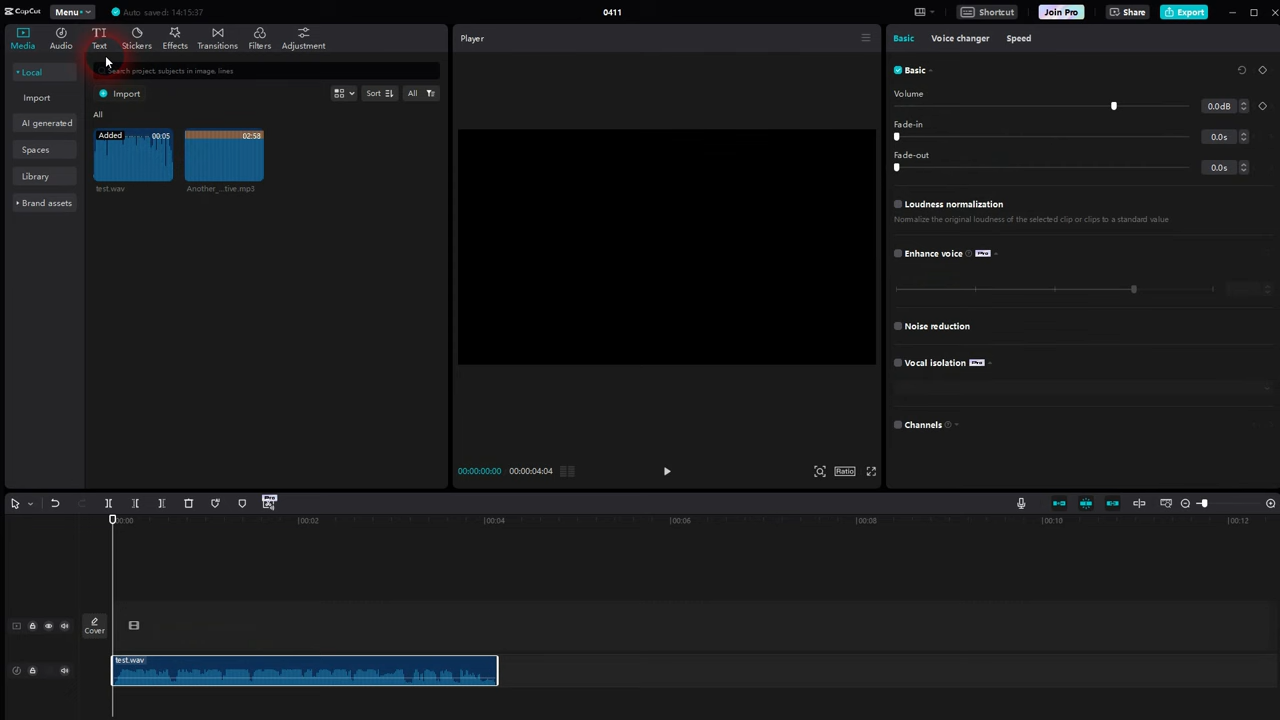 CapCut
Menu
Auto saved: 14:15:37
0411
Shortcut
Join Pro
Share
Export
Media
Audio
TI
Text
Stickers
Effects
Transitions
Filters
Adjustment
Local
Import
AI generated
Spaces
Library
Brand assets
Search project, subjects in image, lines
Import
Sort
All
All
Added
00:05
test.wav
02:58
Another_...tive.mp3
Player
00:00:00:00
00:00:04:04
Ratio
Basic
Voice changer
Speed
Basic
Volume
0.0dB
Fade-in
0.0s
Fade-out
0.0s
Loudness normalization
Normalize the original loudness of the selected clip or clips to a standard value
Enhance voice
Pro
Noise reduction
Vocal isolation
Pro
Channels
Pro
00:00
00:02
00:04
00:06
00:08
00:10
00:12
Cover
test.wav